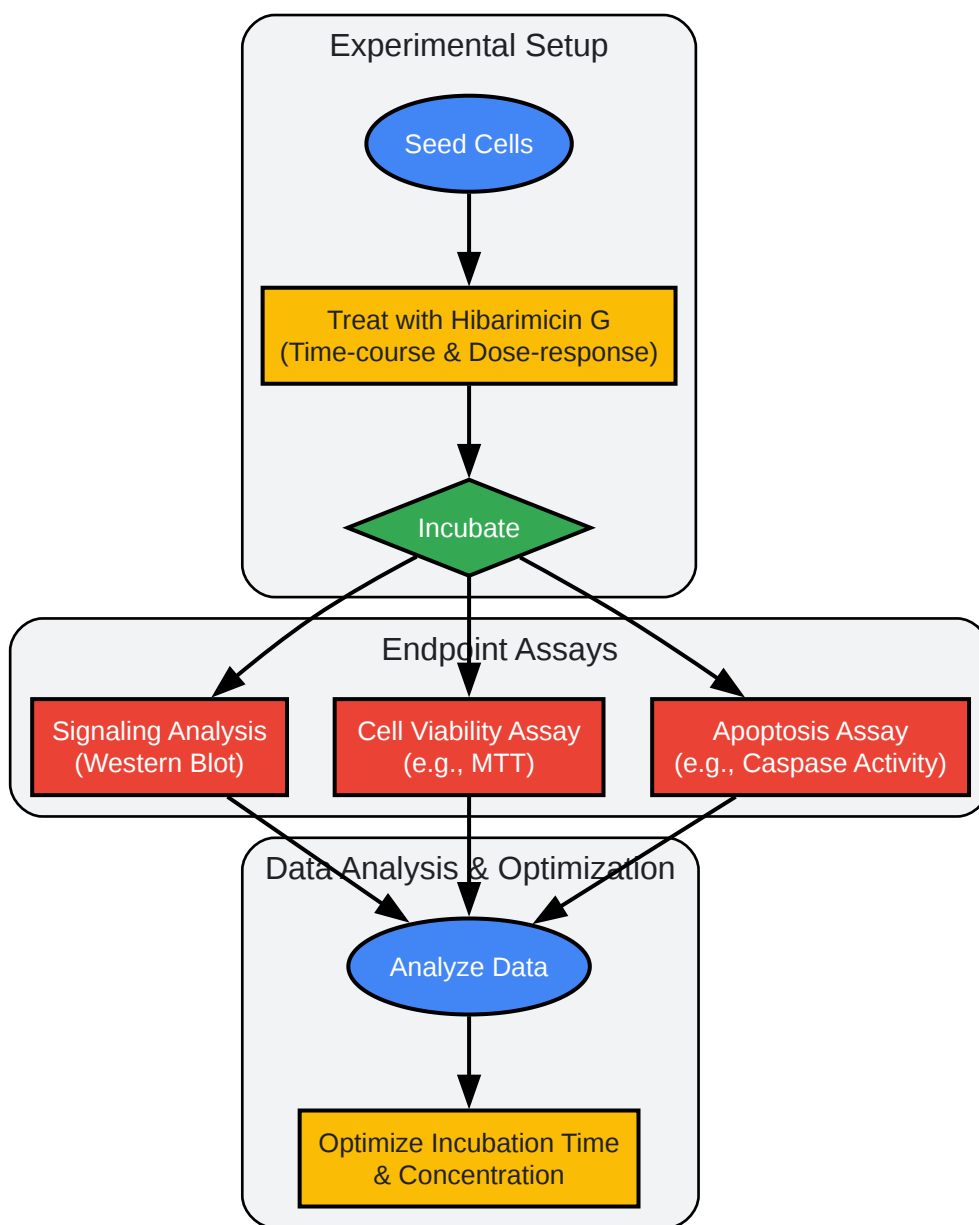 Experimental Setup
Seed Cells
Treat with Hibarimicin G
(Time-course & Dose-response)
Incubate
Endpoint Assays
Signaling Analysis
(Western Blot)
Cell Viability Assay
(e.g., MTT)
Apoptosis Assay
(e.g., Caspase Activity)
Data Analysis & Optimization
Analyze Data
Optimize Incubation Time
& Concentration